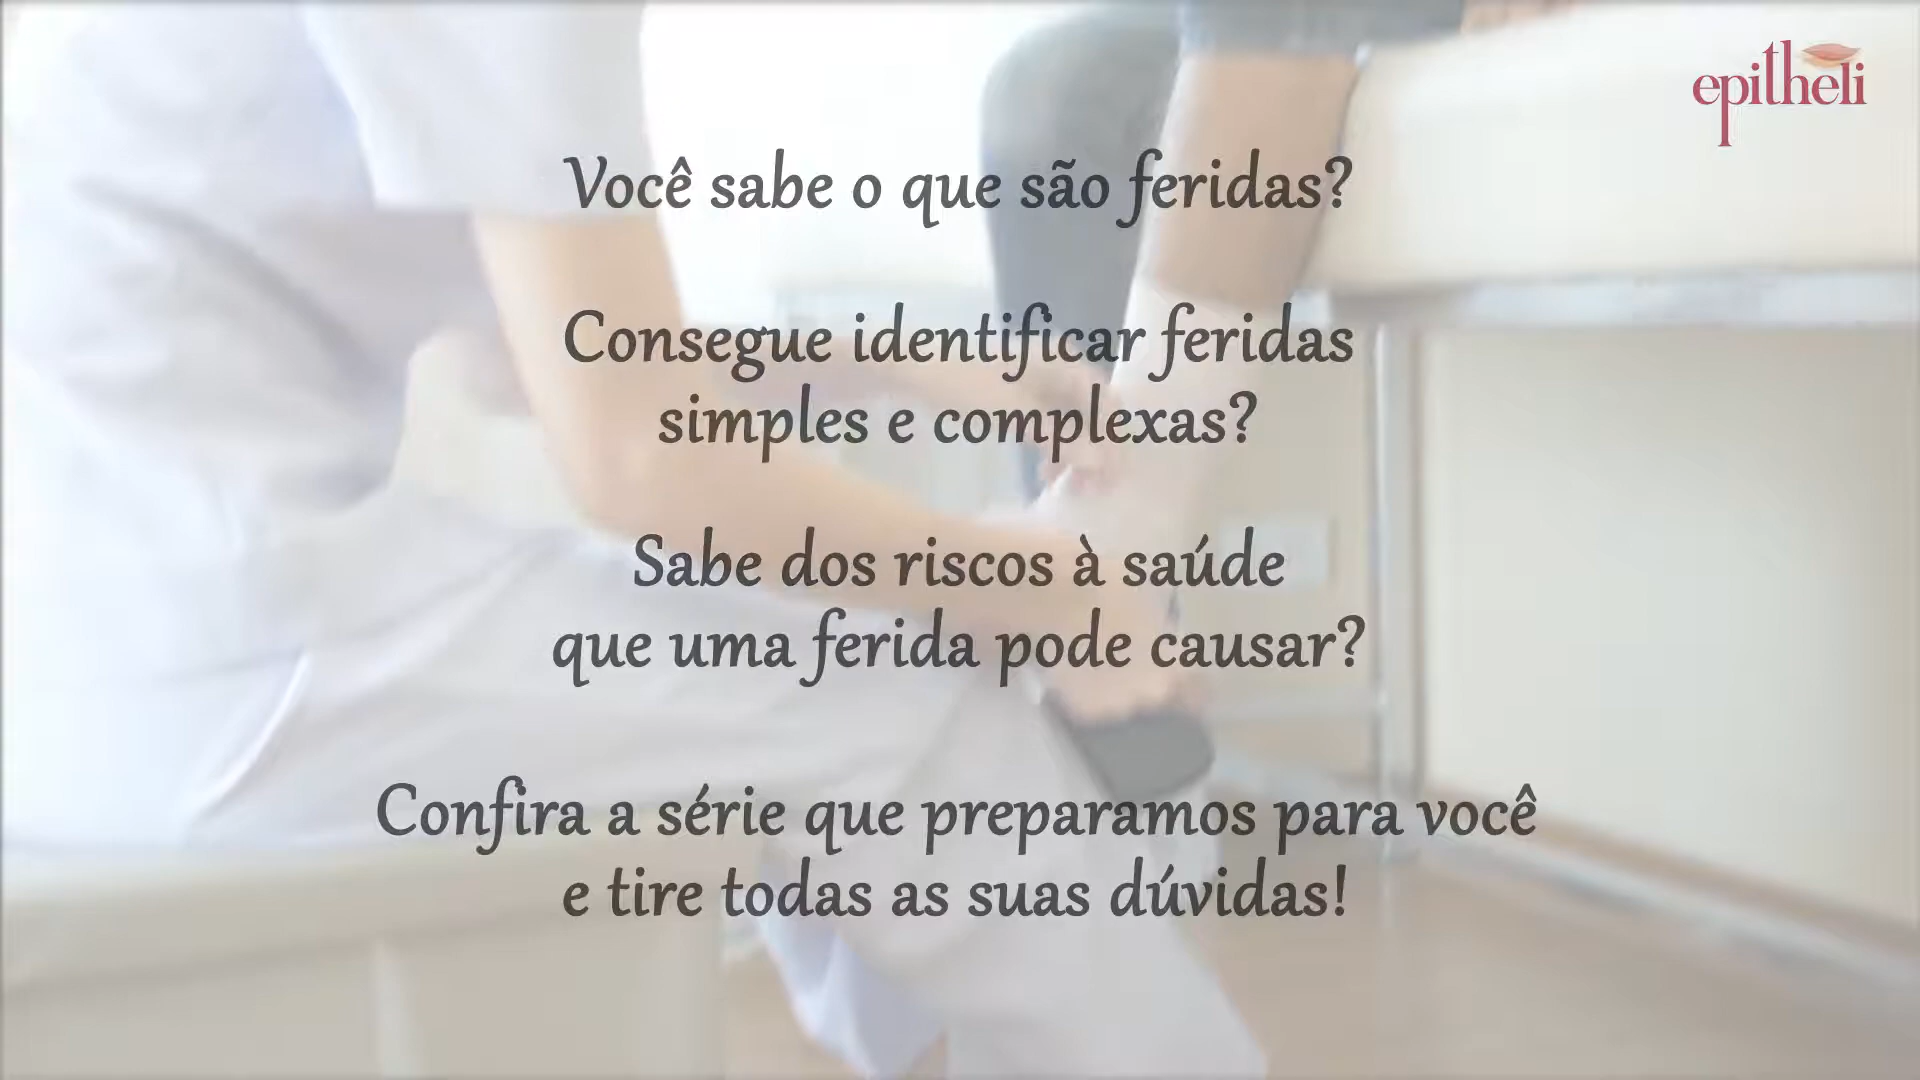 epitheli
Você sabe o que são feridas?
Consegue identificar feridas
simples e complexas?
Sabe dos riscos à saúde
que uma ferida pode causar?
Confira a série que preparamos para você
e tire todas as suas dúvidas!